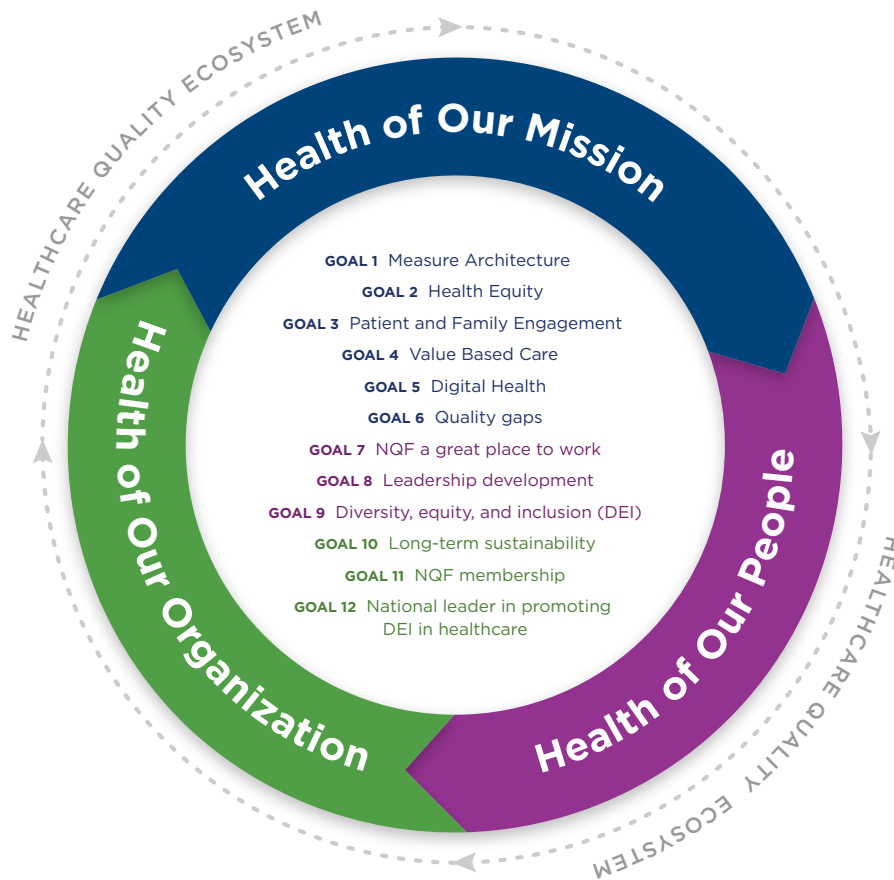 HEALTHCARE QUALITY ECOSYSTEM
Health of Our Mission
GOAL 1 Measure Architecture
GOAL 2 Health Equity
GOAL 3 Patient and Family Engagement
GOAL 4 Value Based Care
GOAL 5 Digital Health
GOAL 6 Quality gaps
GOAL 7 NQF a great place to work
GOAL 8 Leadership development
GOAL 9 Diversity, equity, and inclusion (DEI)
GOAL 10 Long-term sustainability
GOAL 11 NQF membership
GOAL 12 National leader in promoting
DEI in healthcare
Health of Our People
Health of Our Organization
HEALTHCARE QUALITY ECOSYSTEM